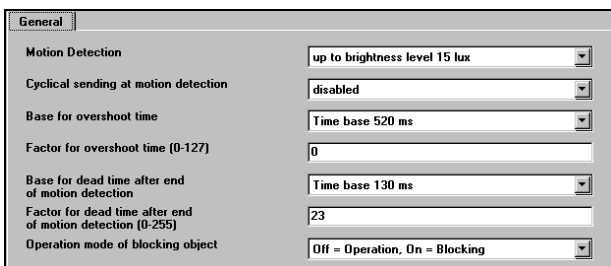 General
Motion Detection
up to brightness level 15 lux
Cyclical sending at motion detection
disabled
Base for overshoot time
Time base 520 ms
Factor for overshoot time (0-127)
0
Base for dead time after end
of motion detection
Time base 130 ms
Factor for dead time after end
of motion detection (0-255)
23
Operation mode of blocking object
Off = Operation, On = Blocking